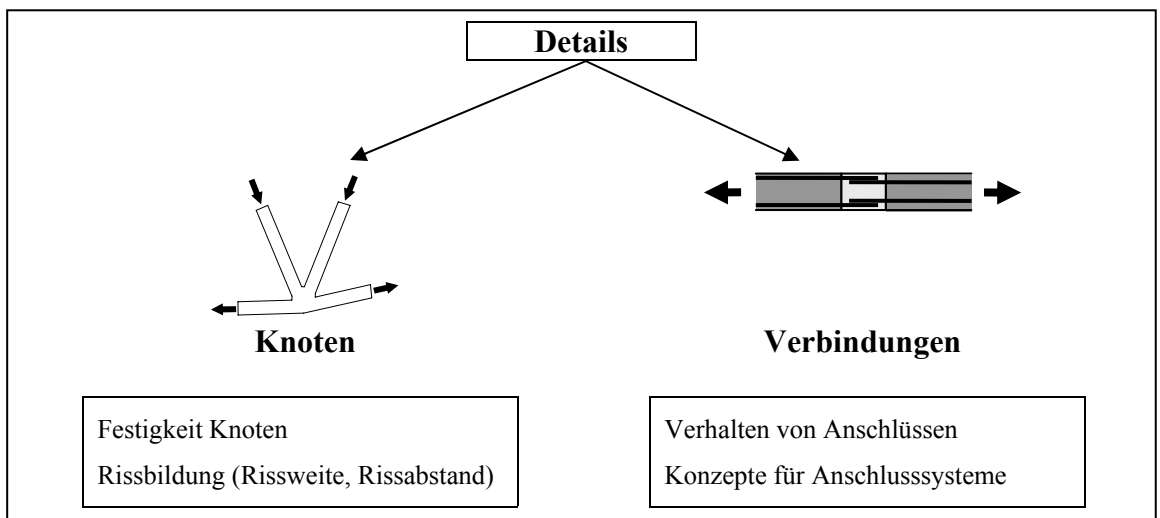 Details
Knoten
Verbindungen
Festigkeit Knoten
Rissbildung (Rissweite, Rissabstand)
Verhalten von Anschlüssen
Konzepte für Anschlusssysteme